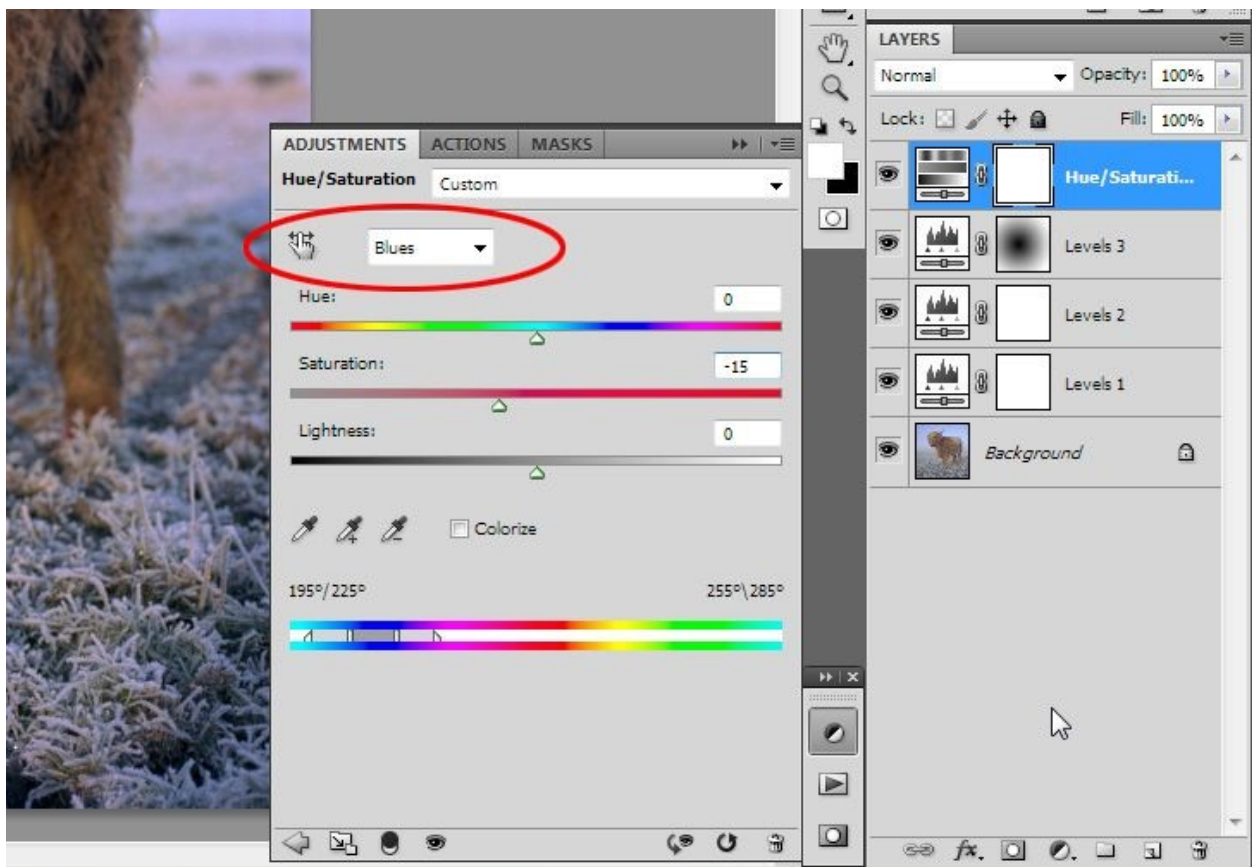 ADJUSTMENTS ACTIONS MASKS
Hue/Saturation Custom
Blues
Hue: 0
Saturation: -15
Lightness: 0
Colorize
195°/225° 255°\285°
LAYERS
Normal Opacity: 100%
Lock: Fill: 100%
Hue/Saturati...
Levels 3
Levels 2
Levels 1
Background
fx.